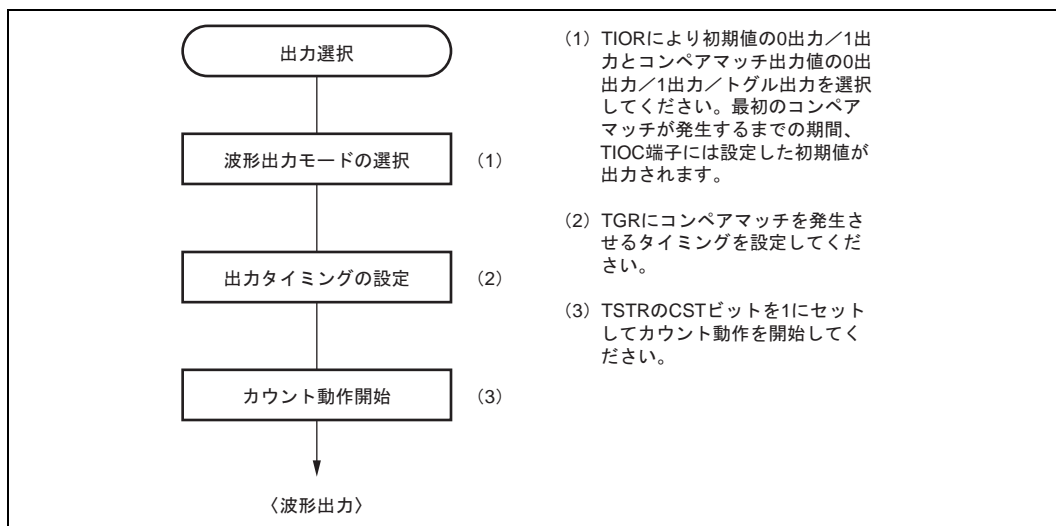 出力選択
波形出力モードの選択
(1)
出力タイミングの設定
(2)
カウント動作開始
(3)
〈波形出力〉
(1) TIORにより初期値の0出力／1出
力とコンペアマッチ出力値の0出
出力／1出力／トグル出力を選択
してください。最初のコンペア
マッチが発生するまでの期間、
TIOC端子には設定した初期値が
出力されます。
(2) TGRにコンペアマッチを発生さ
せるタイミングを設定してくだ
さい。
(3) TSTRのCSTビットを1にセット
してカウント動作を開始してく
ださい。